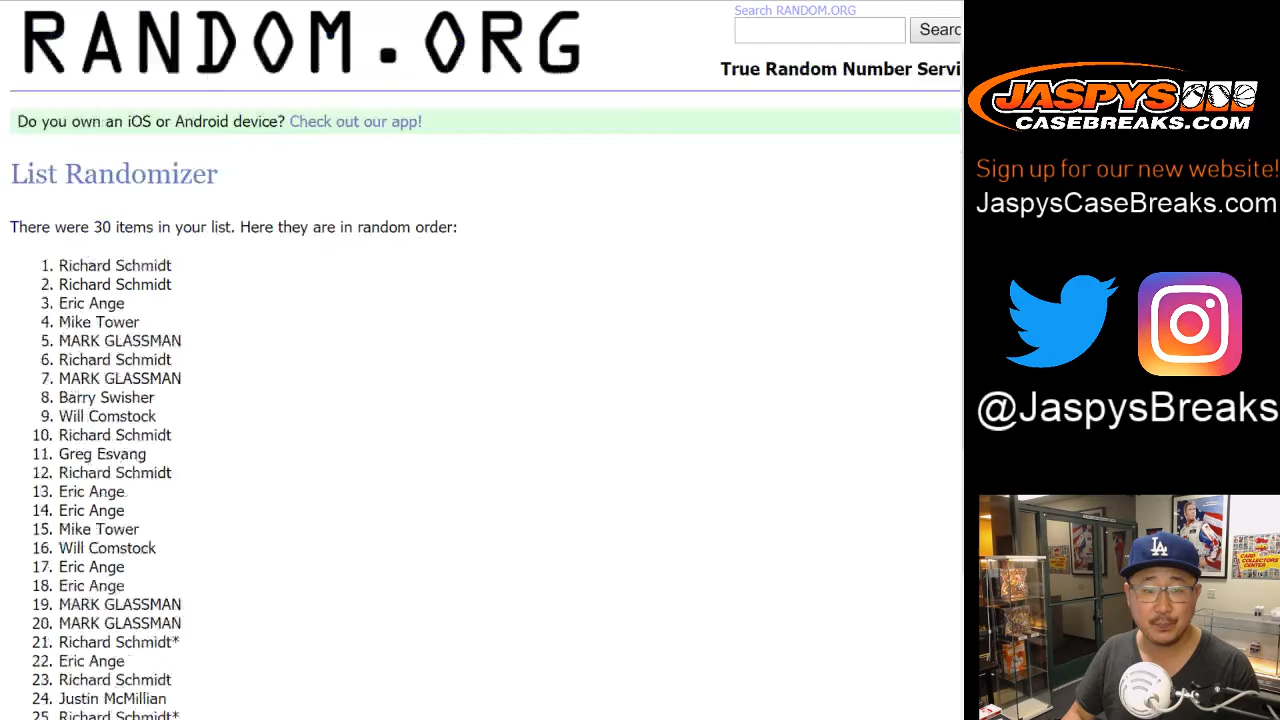 RANDOM.ORG
Search RANDOM.ORG
Searc
True Random Number Servi
Do you own an iOS or Android device? Check out our app!
List Randomizer
There were 30 items in your list. Here they are in random order:
1. Richard Schmidt
2. Richard Schmidt
3. Eric Ange
4. Mike Tower
5. MARK GLASSMAN
6. Richard Schmidt
7. MARK GLASSMAN
8. Barry Swisher
9. Will Comstock
10. Richard Schmidt
11. Greg Esvang
12. Richard Schmidt
13. Eric Ange
14. Eric Ange
15. Mike Tower
16. Will Comstock
17. Eric Ange
18. Eric Ange
19. MARK GLASSMAN
20. MARK GLASSMAN
21. Richard Schmidt*
22. Eric Ange
23. Richard Schmidt
24. Justin McMillian
25. Richard Schmidt*
JASPYS
CASEBREAKS.COM
Sign up for our new website!
JaspysCaseBreaks.com
@JaspysBreaks
LA